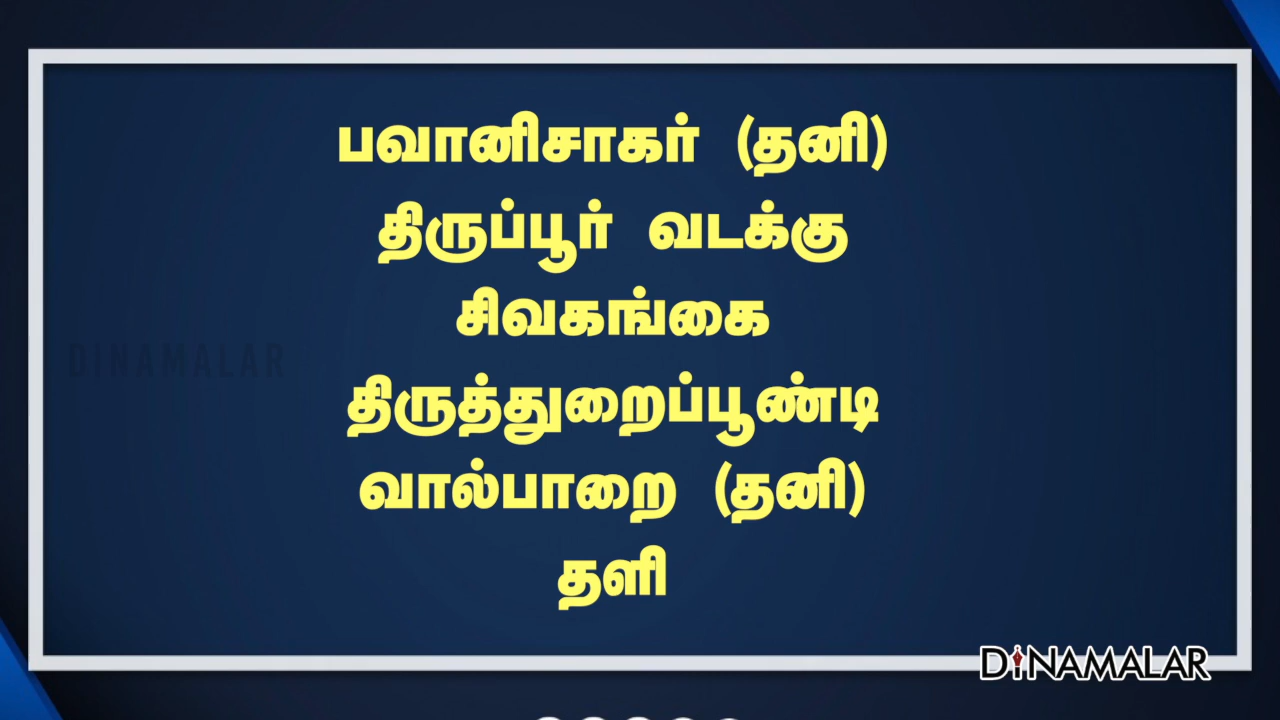 பவானிசாகர் (தனி)
திருப்பூர் வடக்கு
சிவகங்கை
திருத்துறைப்பூண்டி
வால்பாறை (தனி)
தளி
DINAMALAR
DINAMALAR